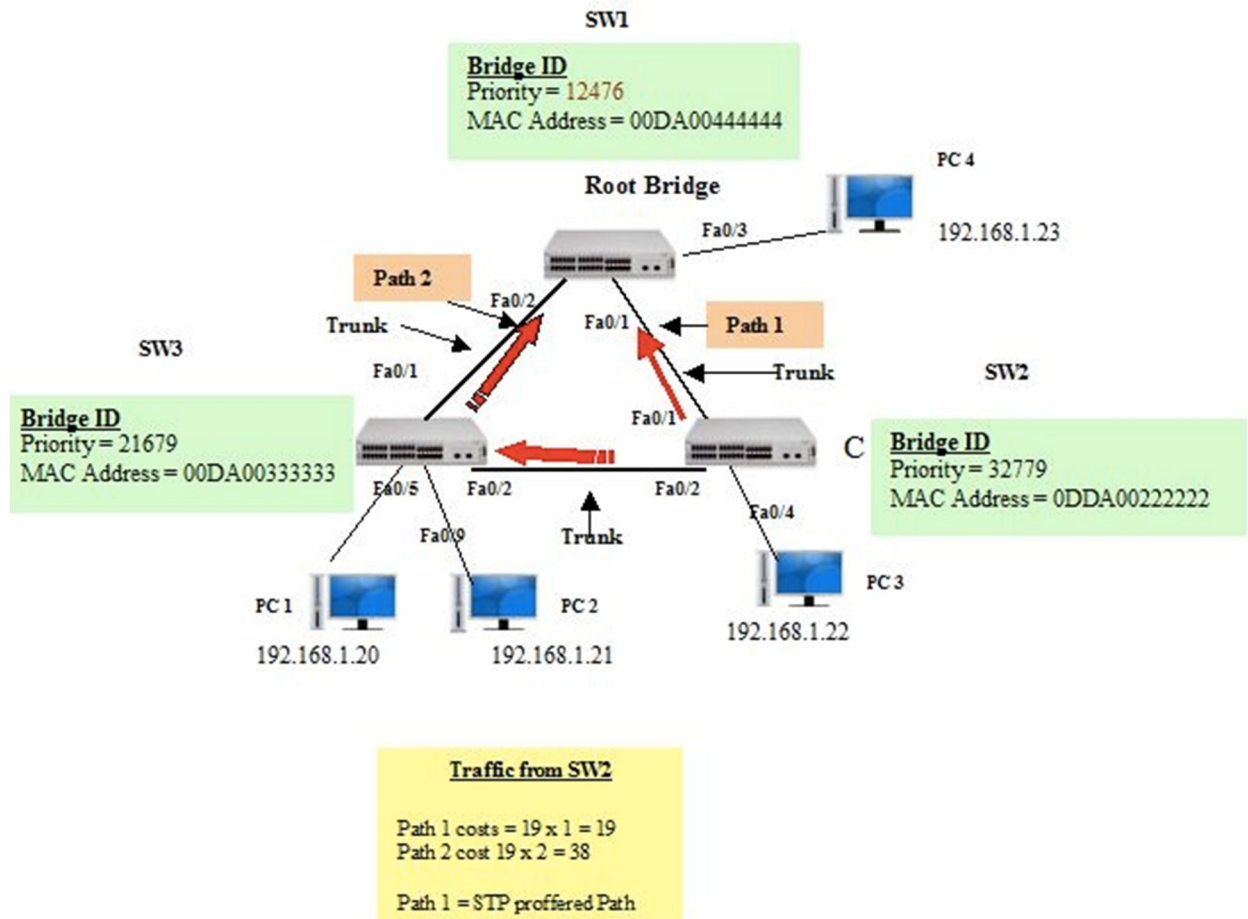 SW1
Bridge ID
Priority = 12476
MAC Address = 00DA00444444
PC 4
Root Bridge
Fa0/3
192.168.1.23
Path 2
Fa0/2
Trunk
Fa0/1
Path 1
SW3
Fa0/1
Trunk
SW2
Bridge ID
Priority = 21679
MAC Address = 00DA00333333
Fa0/1
C
Bridge ID
Priority = 32779
MAC Address = 0DDA00222222
Fa0/5
Fa0/2
Fa0/2
Fa0/4
Fa0/9
Trunk
PC 1
PC 2
PC 3
192.168.1.20
192.168.1.21
192.168.1.22
Traffic from SW2
Path 1 costs = 19 x 1 = 19
Path 2 cost 19 x 2 = 38
Path 1 = STP proffered Path